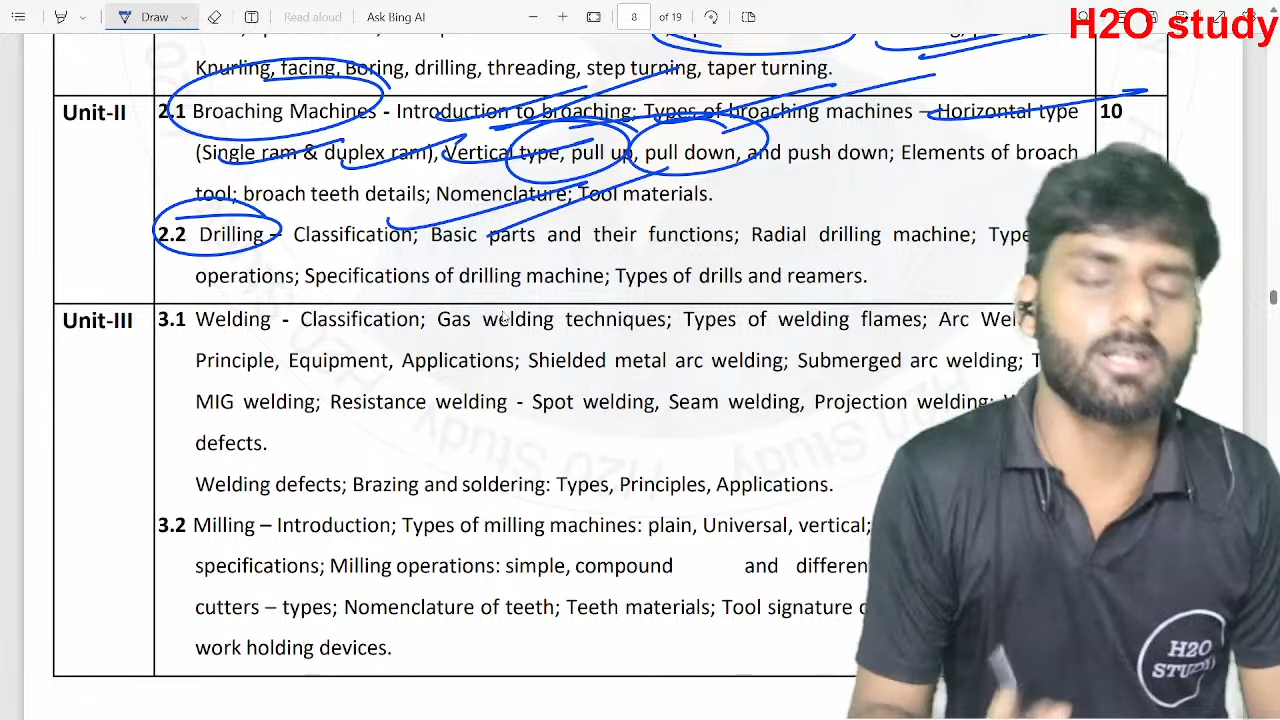 Draw
Read aloud
Ask Bing AI
8
of 19
H2O study
Knurling, facing, Boring, drilling, threading, step turning, taper turning.
Unit-II
2.1 Broaching Machines - Introduction to broaching; Types of broaching machines – Horizontal type
10
(Single ram & duplex ram), Vertical type, pull up, pull down, and push down; Elements of broach
tool; broach teeth details; Nomenclature; Tool materials.
2.2 Drilling – Classification; Basic parts and their functions; Radial drilling machine;
operations; Specifications of drilling machine; Types of drills and reamers.
Unit-III
3.1 Welding - Classification; Gas welding techniques; Types of welding flames; Arc
Principle, Equipment, Applications; Shielded metal arc welding; Submerged arc welding;
MIG welding; Resistance welding - Spot welding, Seam welding, Projection welding;
defects.
Welding defects; Brazing and soldering: Types, Principles, Applications.
3.2 Milling – Introduction; Types of milling machines: plain, Universal, vertical;
specifications; Milling operations: simple, compound and
cutters – types; Nomenclature of teeth; Teeth materials; Tool signature
work holding devices.
H2O
STUDY